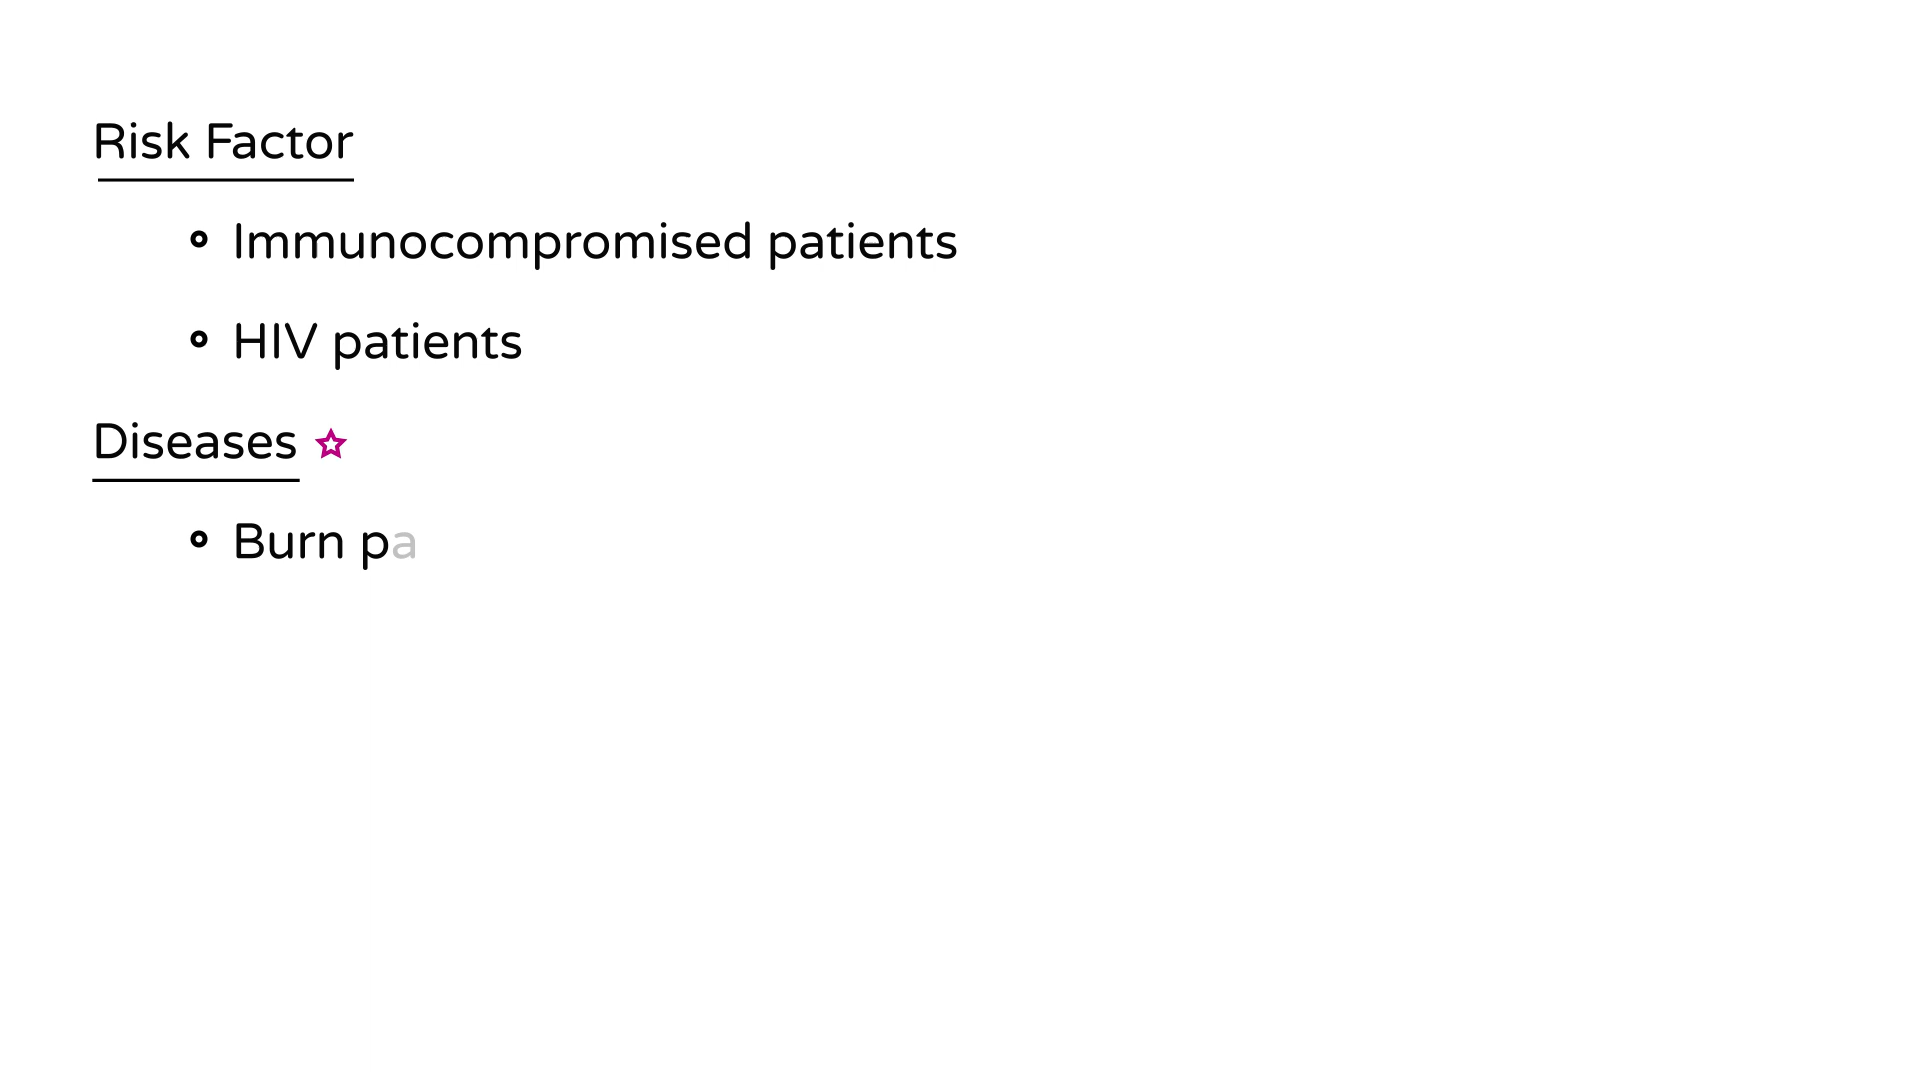 Risk Factor
Immunocompromised patients
HIV patients
Diseases
Burn pa